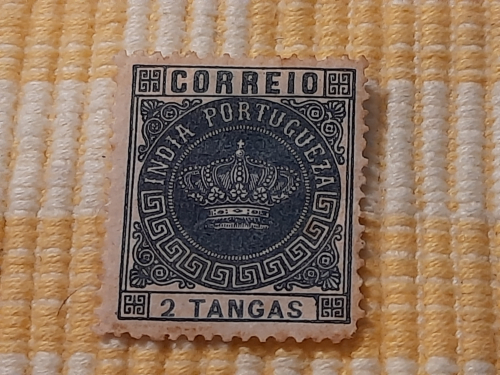 CORREIO
INDIA PORTUGUEZA
2 TANGAS